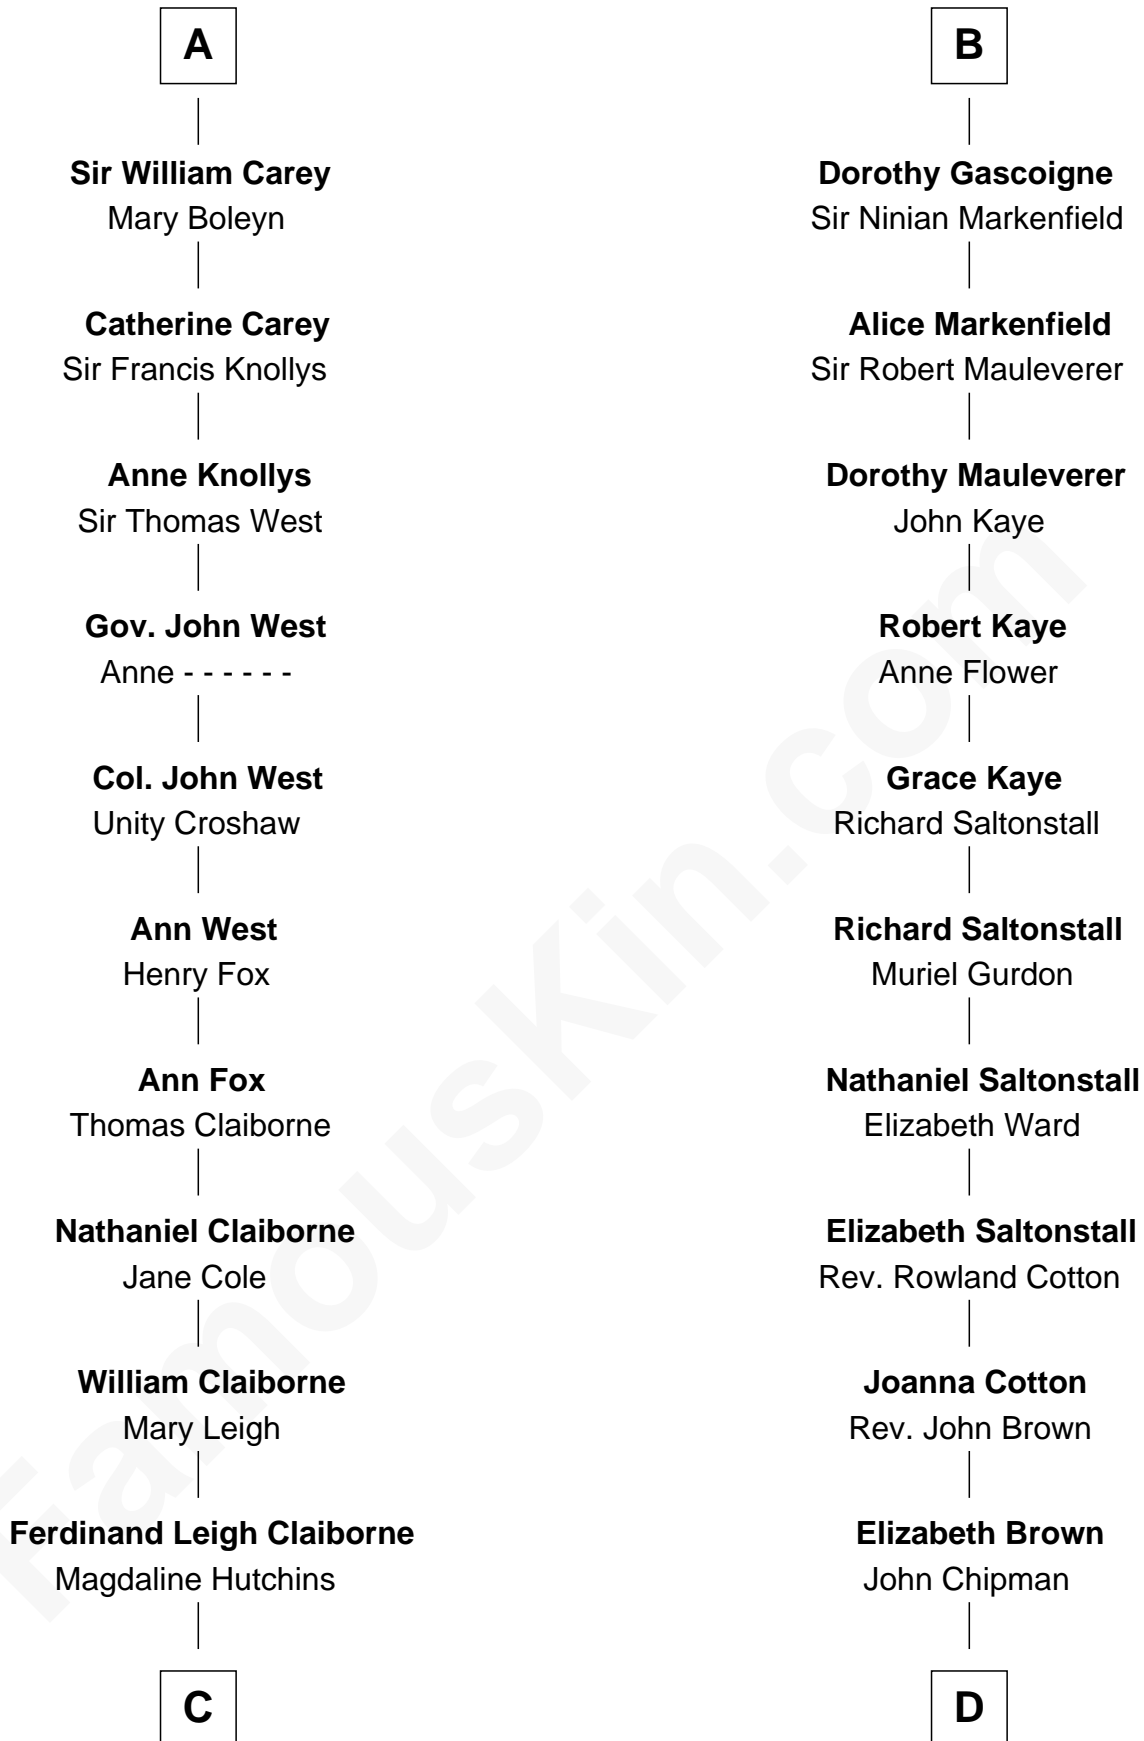 A
Sir William Carey
Mary Boleyn
Catherine Carey
Sir Francis Knollys
Anne Knollys
Sir Thomas West
Gov. John West
Anne - - - - - -
Col. John West
Unity Croshaw
Ann West
Henry Fox
Ann Fox
Thomas Claiborne
Nathaniel Claiborne
Jane Cole
William Claiborne
Mary Leigh
Ferdinand Leigh Claiborne
Magdaline Hutchins
C
B
Dorothy Gascoigne
Sir Ninian Markenfield
Alice Markenfield
Sir Robert Mauleverer
Dorothy Mauleverer
John Kaye
Robert Kaye
Anne Flower
Grace Kaye
Richard Saltonstall
Richard Saltonstall
Muriel Gurdon
Nathaniel Saltonstall
Elizabeth Ward
Elizabeth Saltonstall
Rev. Rowland Cotton
Joanna Cotton
Rev. John Brown
Elizabeth Brown
John Chipman
D
FamousKin.com